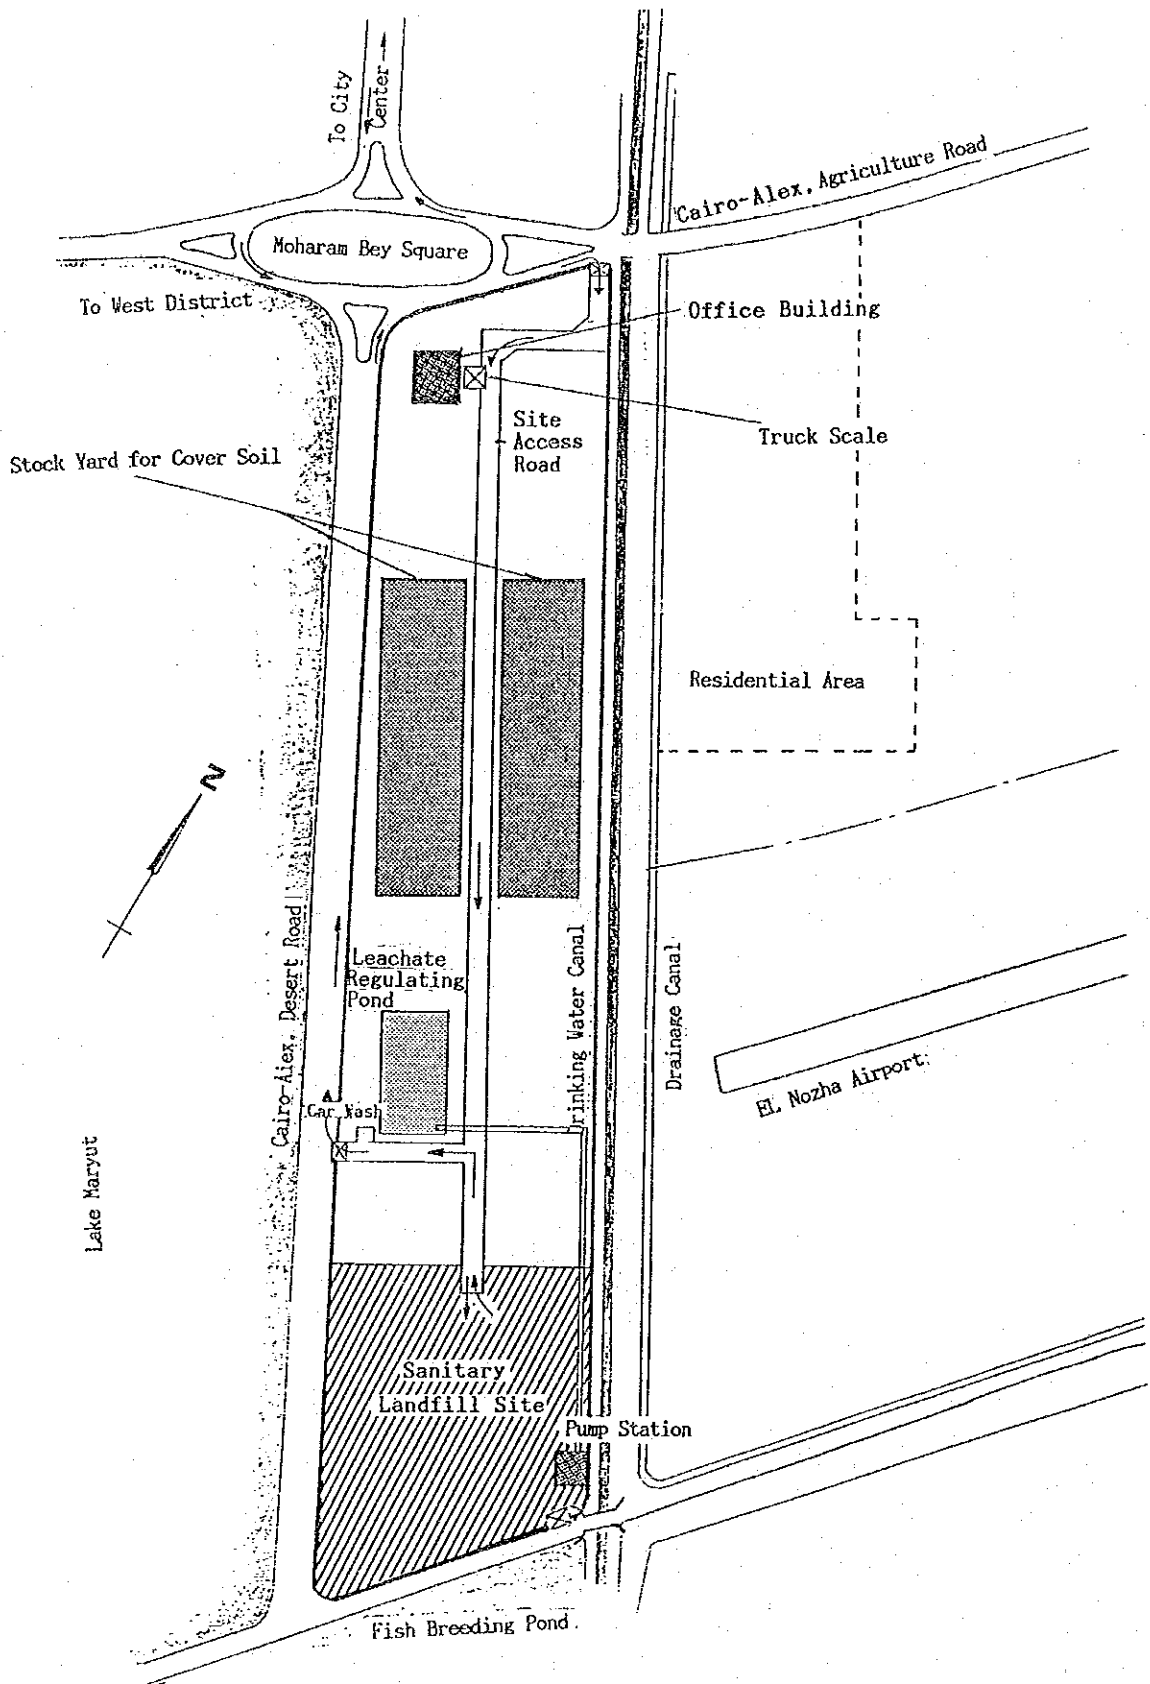 To City
Center
Cairo-Alex. Agriculture Road
Moharam Bey Square
To West District
Office Building
Site
Access
Road
Truck Scale
Stock Yard for Cover Soil
Residential Area
N
Leachate
Regulating
Pond
Cairo-Alex. Desert Road
rinking Water Canal
Drainage Canal
EL Nozha Airport
Car Wash
Lake Maryut
Sanitary
Landfill Site
Pump Station
Fish Breeding Pond